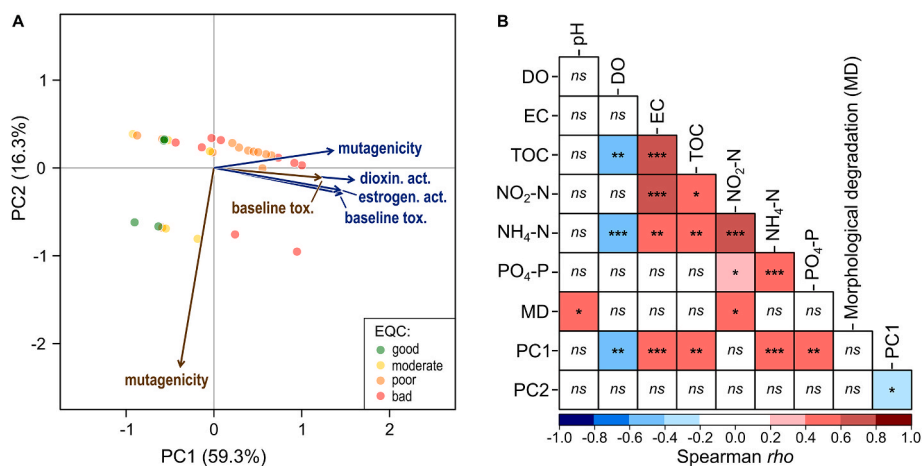 A
PC2 (16.3%)
1
0
-1
-2
-1
0
1
2
PC1 (59.3%)
mutagenicity
dioxin. act.
estrogen. act.
baseline tox.
baseline tox.
mutagenicity
EQC:
good
moderate
poor
bad
B
pH
DO
EC
TOC
NO₂-N
NH₄-N
PO₄-P
Morphological degradation (MD)
PC1
DO ns
EC ns ns
TOC ns ** ***
NO₂-N ns ns *** *
NH₄-N ns *** ** ** ***
PO₄-P ns ns ns ns * ***
MD * ns ns ns * ns ns
PC1 ns ** *** ** ns *** ** ns
PC2 ns ns ns ns ns ns ns ns *
-1.0 -0.8 -0.6 -0.4 -0.2 0.0 0.2 0.4 0.6 0.8 1.0
Spearman rho